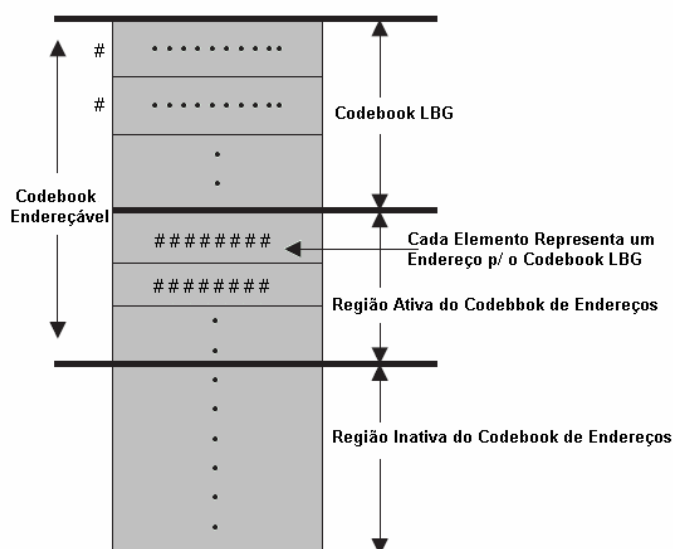 #
#
Codebook LBG
Codebook
Endereçável
########
Cada Elemento Representa um
Endereço p/ o Codebook LBG
########
Região Ativa do Codebbok de Endereços
Região Inativa do Codebook de Endereços